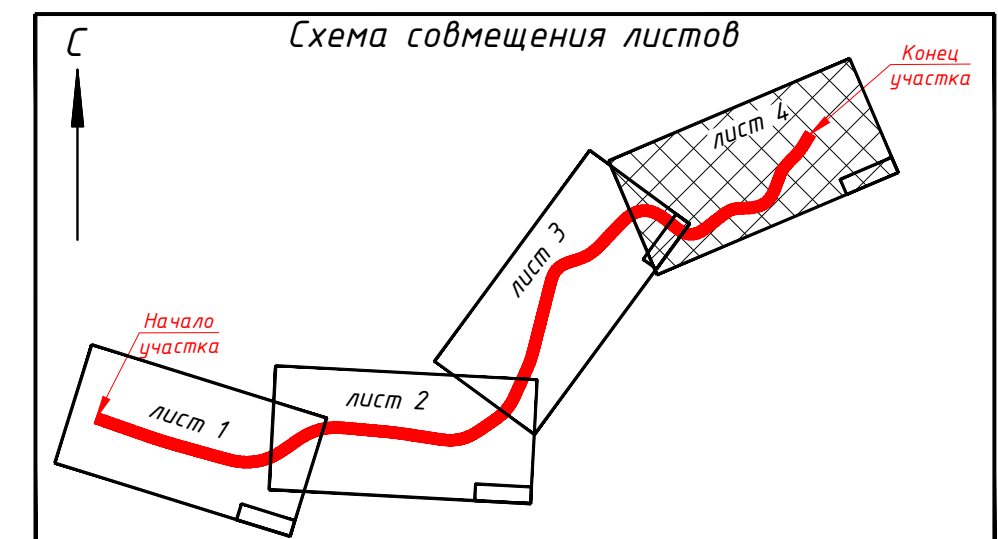 Схема совмещения листов
С
Конец
участка
лист 4
лист 3
Начало
участка
лист 2
лист 1